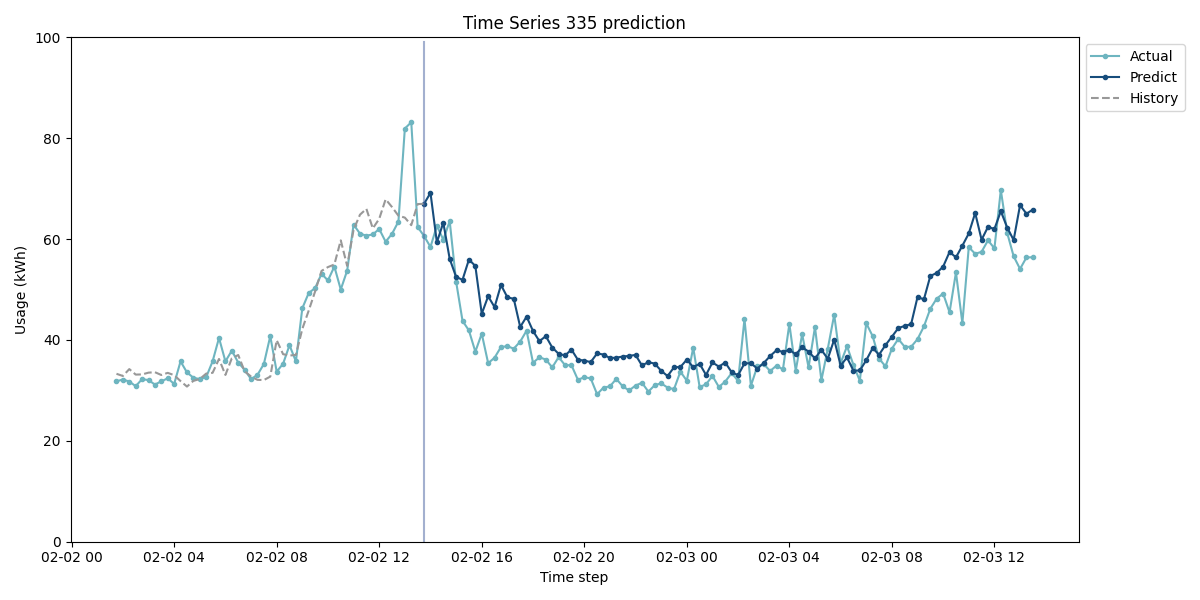 Time Series 335 prediction
Usage (kWh)
100
80
60
40
20
0
02-02 00
02-02 04
02-02 08
02-02 12
02-02 16
02-02 20
02-03 00
02-03 04
02-03 08
02-03 12
Time step
Actual
Predict
History